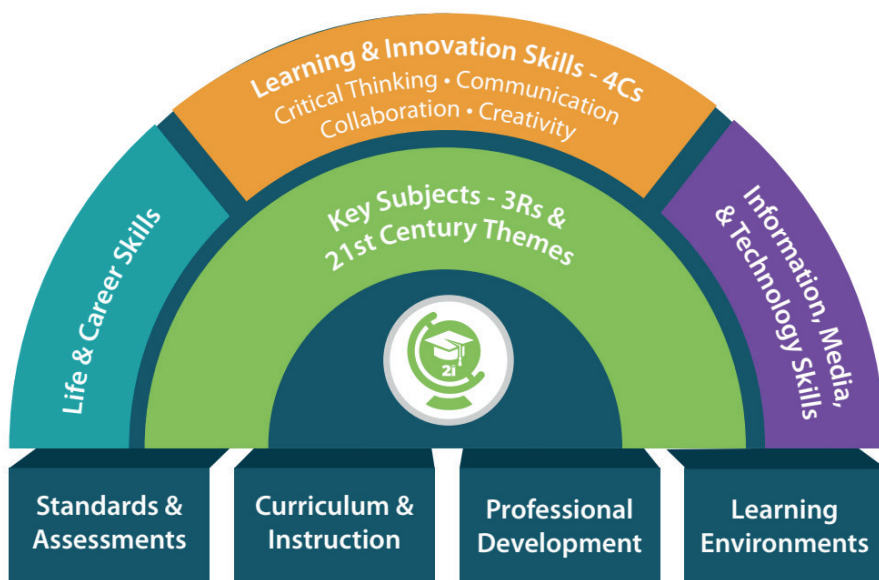 Learning & Innovation Skills - 4Cs
Critical Thinking • Communication
Collaboration • Creativity
Life & Career Skills
Key Subjects - 3Rs &
21st Century Themes
Information, Media,
& Technology Skills
2i
Standards &
Assessments
Curriculum &
Instruction
Professional
Development
Learning
Environments